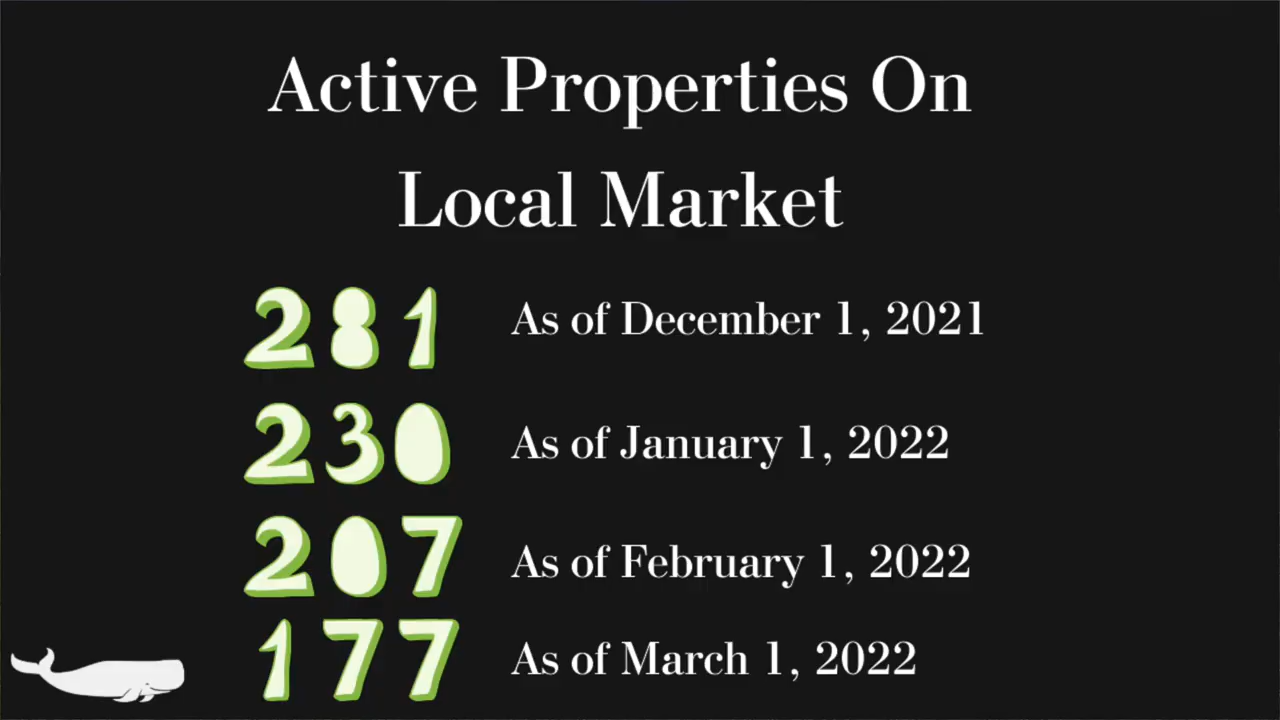 Active Properties On
Local Market
281 As of December 1, 2021
230 As of January 1, 2022
207 As of February 1, 2022
177 As of March 1, 2022